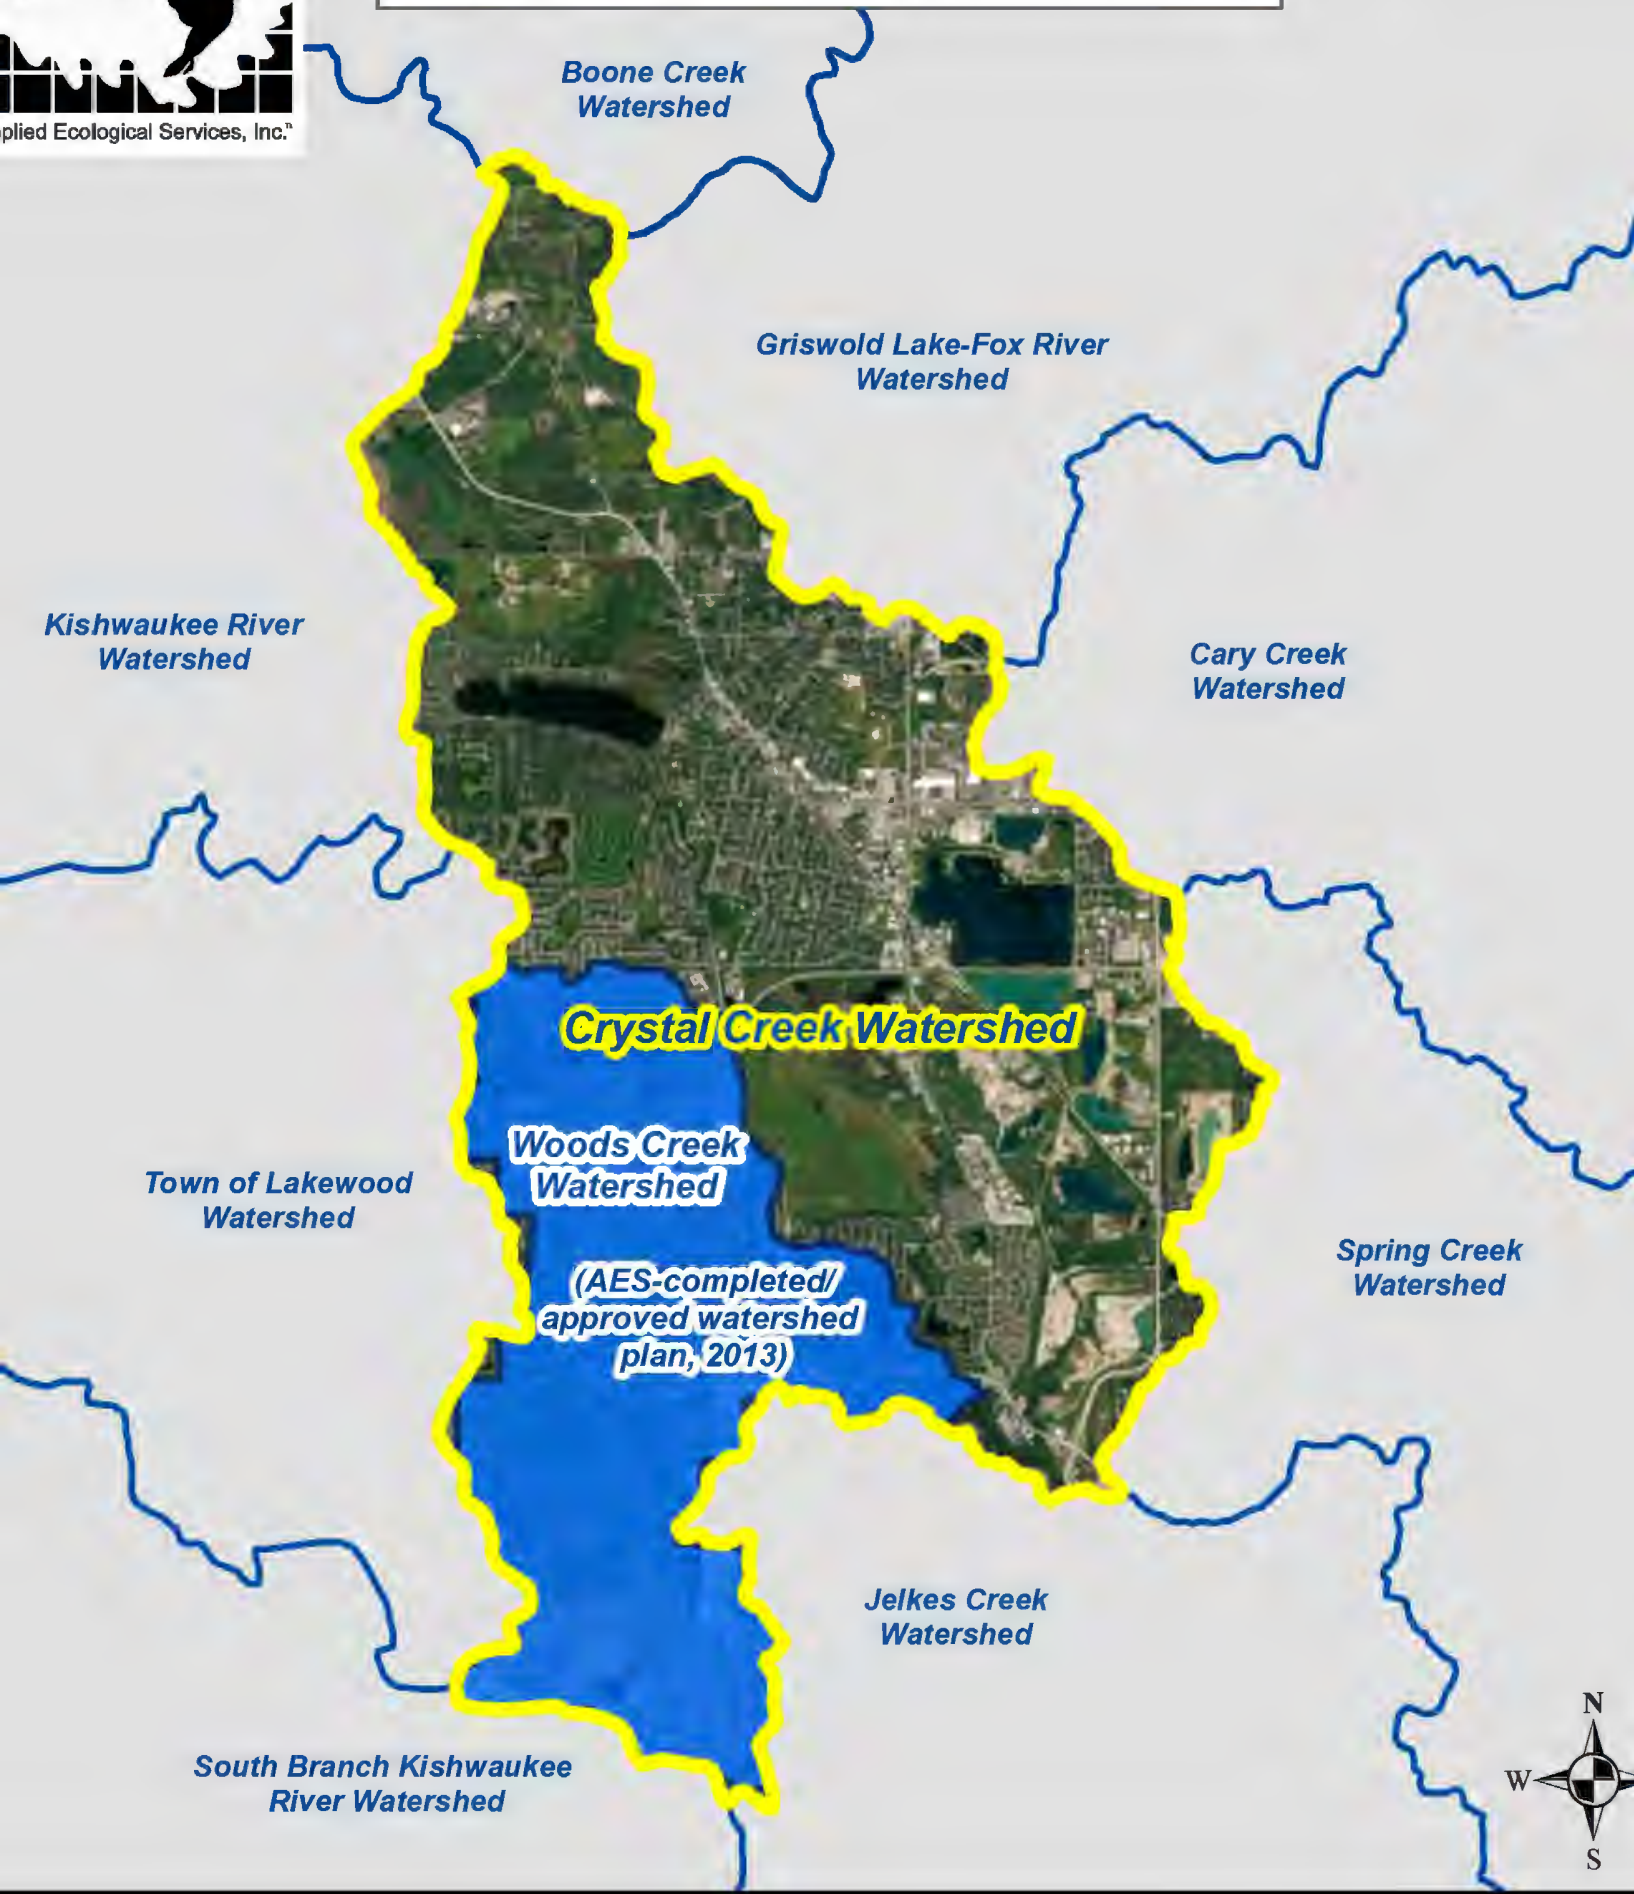 Ecological Services, Inc.
Boone Creek
Watershed
Griswold Lake-Fox River
Watershed
Kishwaukee River
Watershed
Cary Creek
Watershed
Crystal Creek Watershed
Woods Creek
Watershed
Town of Lakewood
Watershed
(AES-completed/
approved watershed
plan, 2013)
Spring Creek
Watershed
Jelkes Creek
Watershed
South Branch Kishwaukee
River Watershed
N
W
S